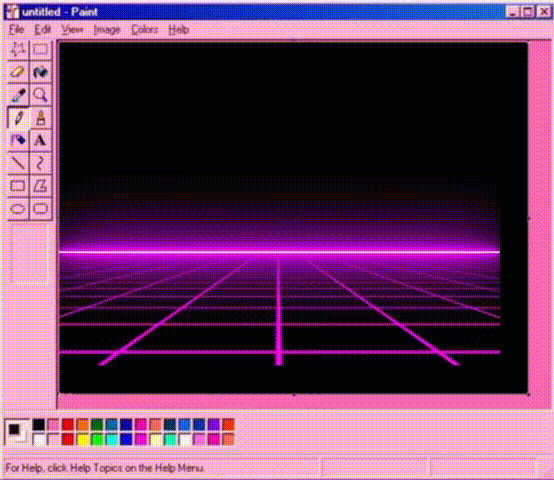 untitled - Paint
File Edit View Image Colors Help
A
For Help, click Help Topics on the Help Menu.